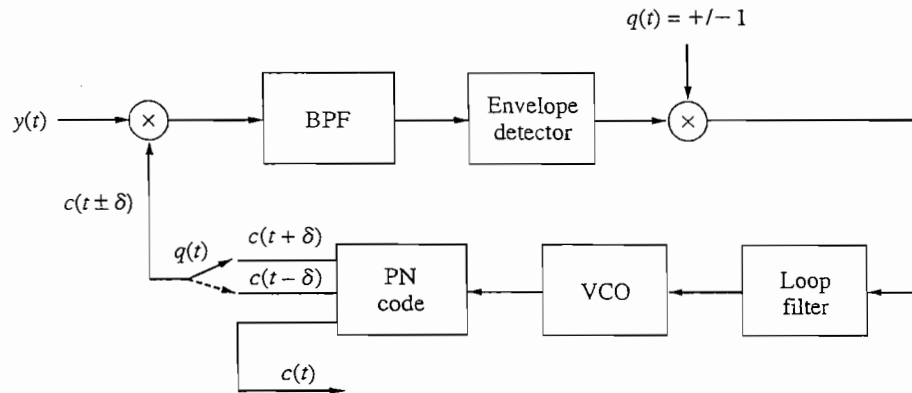 q(t) = +/− 1
y(t)
×
BPF
Envelope
detector
×
c(t ± δ)
q(t)
c(t + δ)
c(t − δ)
PN
code
VCO
Loop
filter
c(t)